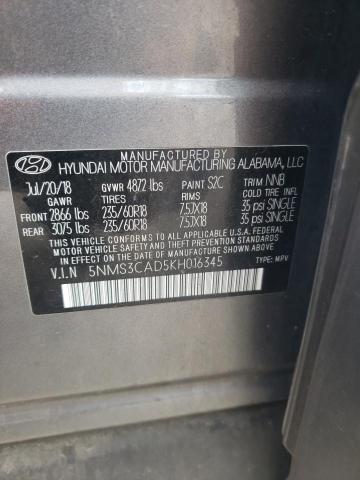 MANUFACTURED BY
HYUNDAI MOTOR MANUFACTURING ALABAMA, LLC
Jul/20/18 GVWR 4872 lbs PAINT S2C TRIM NNB
GAWR TIRES RIMS COLD TIRE INFL
FRONT 2866 lbs 235/60R18 7.5JX18 35 psi SINGLE
REAR 3075 lbs 235/60R18 7.5JX18 35 psi SINGLE
THIS VEHICLE CONFORMS TO ALL APPLICABLE U.S.A. FEDERAL
MOTOR VEHICLE SAFETY AND THEFT PREVENTION STANDARDS
IN EFFECT ON THE DATE OF MANUFACTURE SHOWN ABOVE.
V.I.N 5NMS3CAD5KH016345 TYPE: MPV